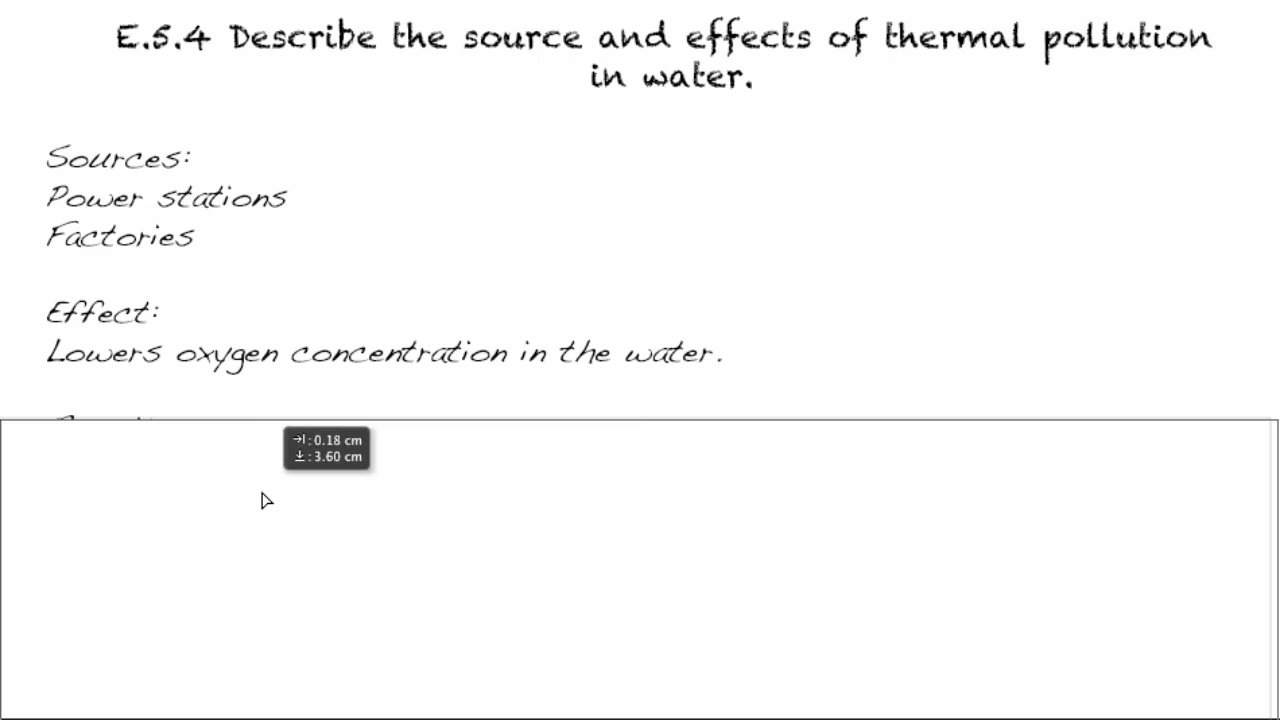 E.5.4 Describe the source and effects of thermal pollution
in water.
Sources:
Power stations
Factories
Effect:
Lowers oxygen concentration in the water.
→|: 0.18 cm
↓: 3.60 cm